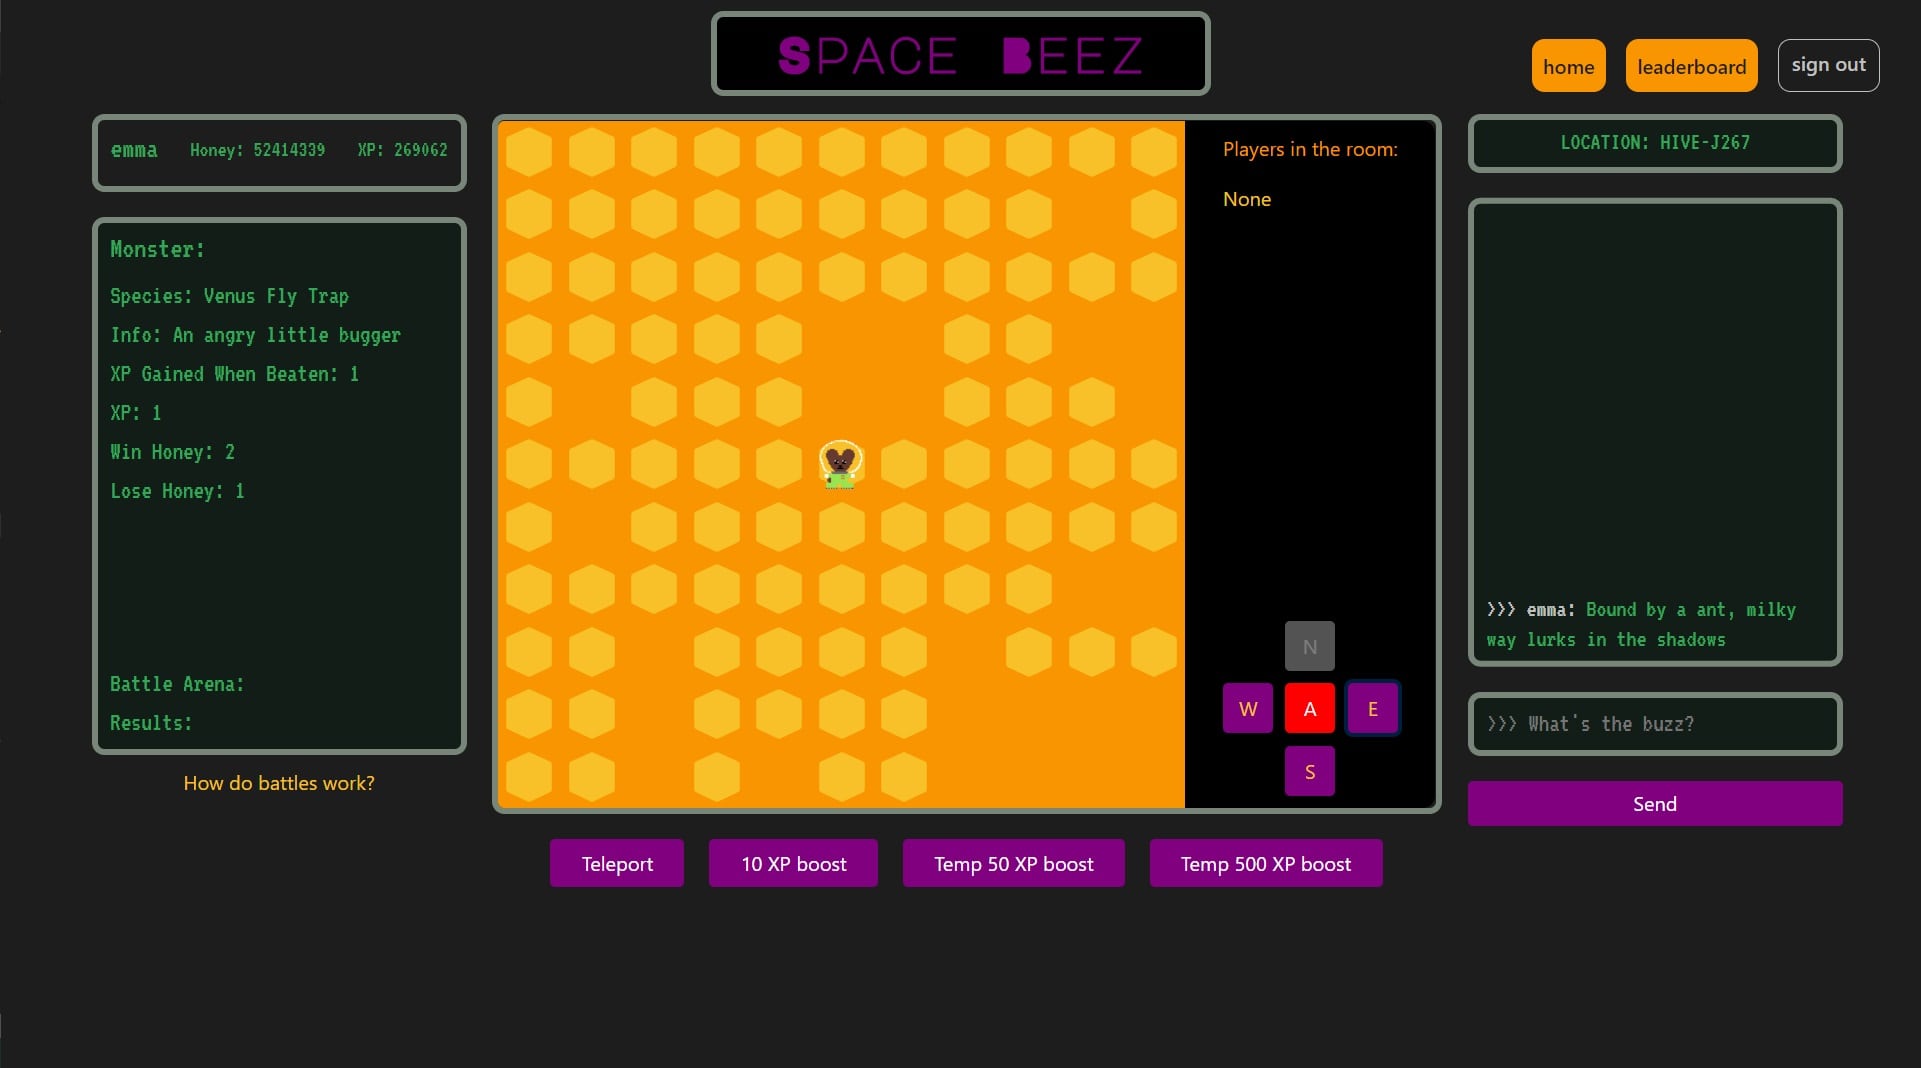 SPACE BEEZ
home
leaderboard
sign out
emma Honey: 52414339 XP: 269062
Monster:
Species: Venus Fly Trap
Info: An angry little bugger
XP Gained When Beaten: 1
XP: 1
Win Honey: 2
Lose Honey: 1
Battle Arena:
Results:
How do battles work?
Players in the room:
None
N
W A E
S
Teleport
10 XP boost
Temp 50 XP boost
Temp 500 XP boost
LOCATION: HIVE-J267
>>> emma: Bound by a ant, milky
way lurks in the shadows
>>> What's the buzz?
Send